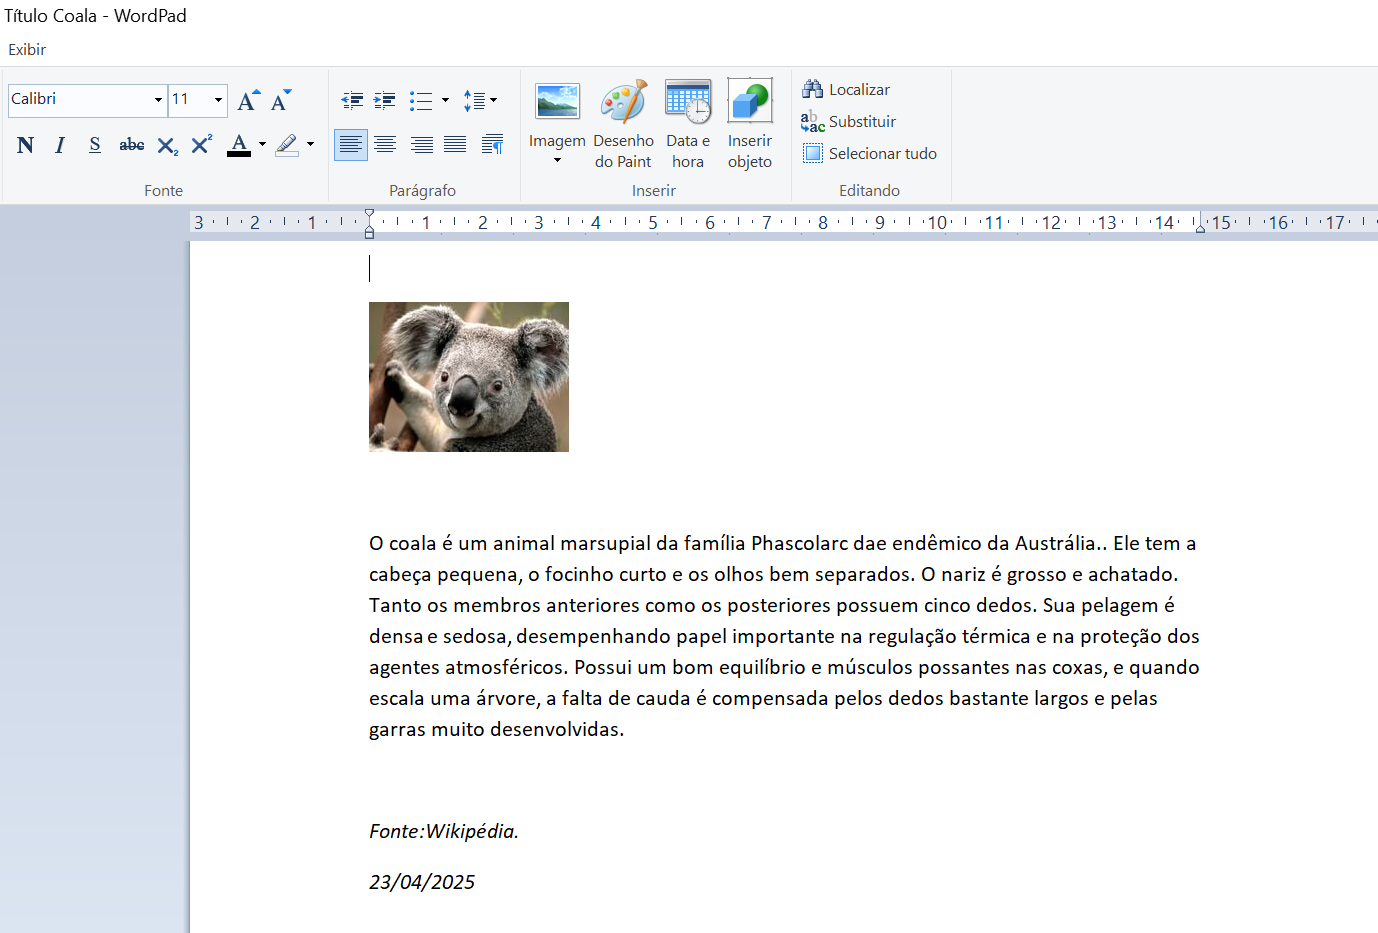 Título Coala - WordPad
Exibir
Calibri 11
N I S abc X₂ X² A
Fonte
Parágrafo
Imagem
Desenho do Paint
Data e hora
Inserir objeto
Inserir
Localizar
Substituir
Selecionar tudo
Editando
3 2 1 1 2 3 4 5 6 7 8 9 10 11 12 13 14 15 16 17
O coala é um animal marsupial da família Phascolarc dae endêmico da Austrália.. Ele tem a
cabeça pequena, o focinho curto e os olhos bem separados. O nariz é grosso e achatado.
Tanto os membros anteriores como os posteriores possuem cinco dedos. Sua pelagem é
densa e sedosa, desempenhando papel importante na regulação térmica e na proteção dos
agentes atmosféricos. Possui um bom equilíbrio e músculos possantes nas coxas, e quando
escala uma árvore, a falta de cauda é compensada pelos dedos bastante largos e pelas
garras muito desenvolvidas.
Fonte:Wikipédia.
23/04/2025